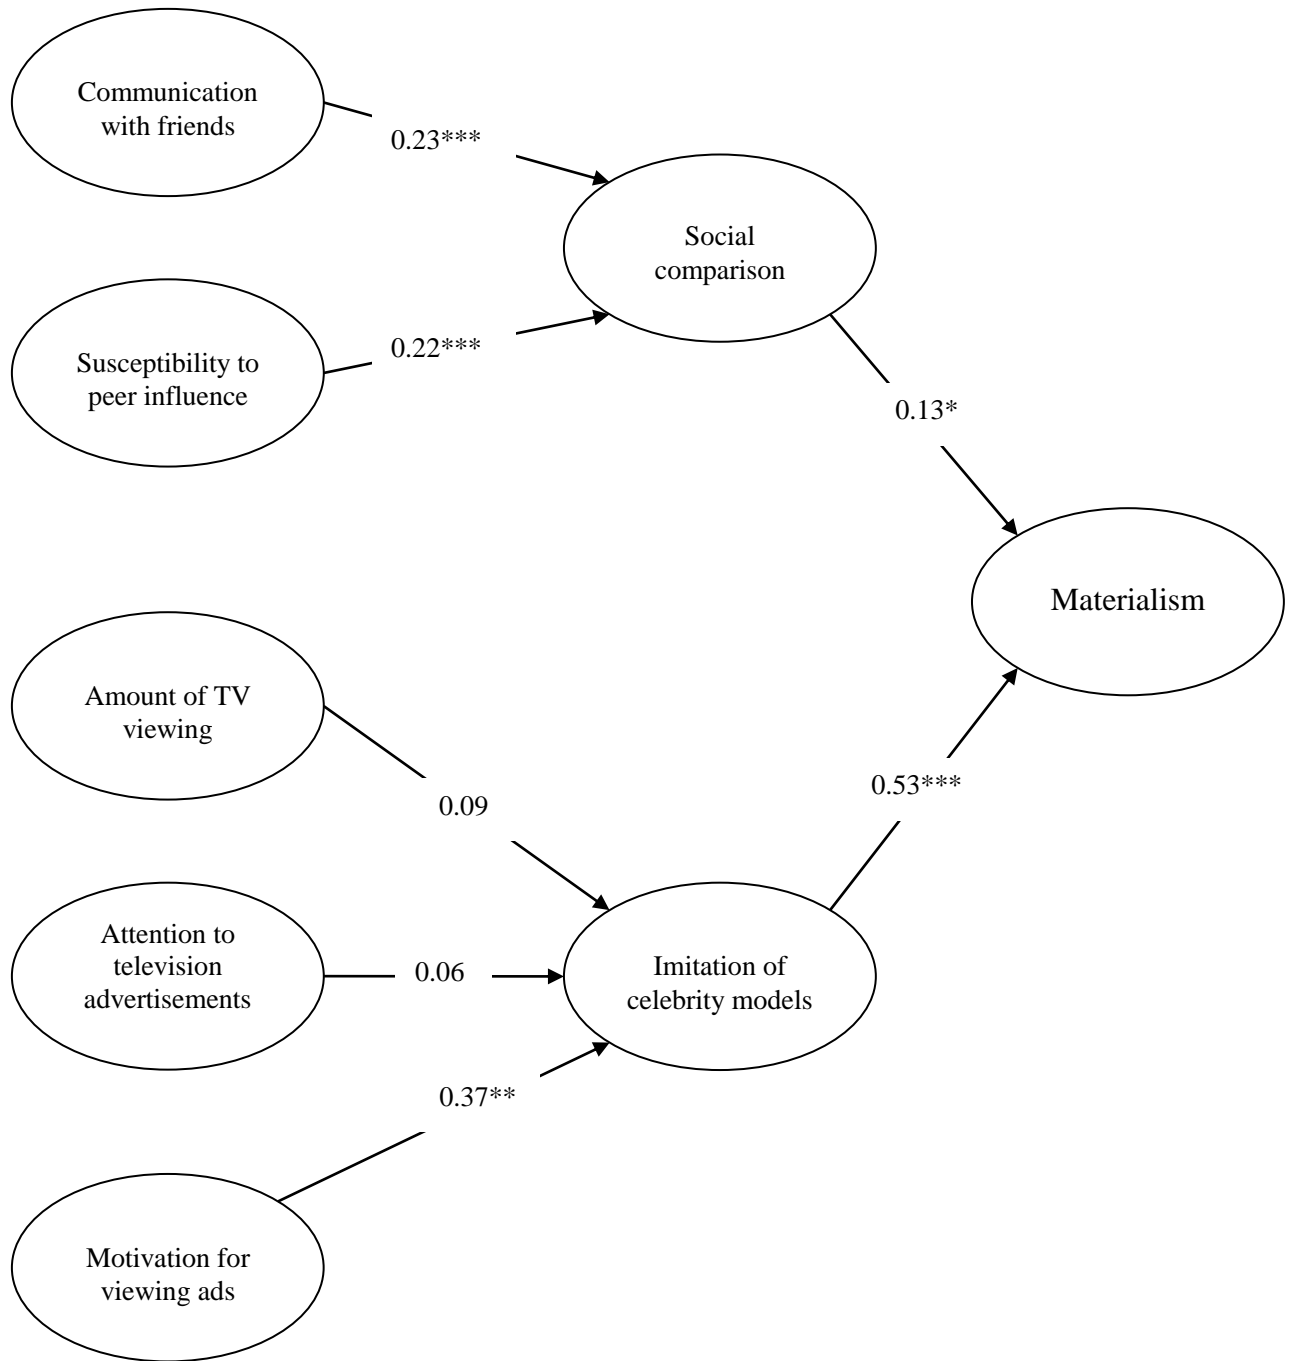 Communication
with friends
0.23***
Social
comparison
Susceptibility to
peer influence
0.22***
0.13*
Materialism
Amount of TV
viewing
0.09
0.53***
Attention to
television
advertisements
0.06
Imitation of
celebrity models
0.37**
Motivation for
viewing ads